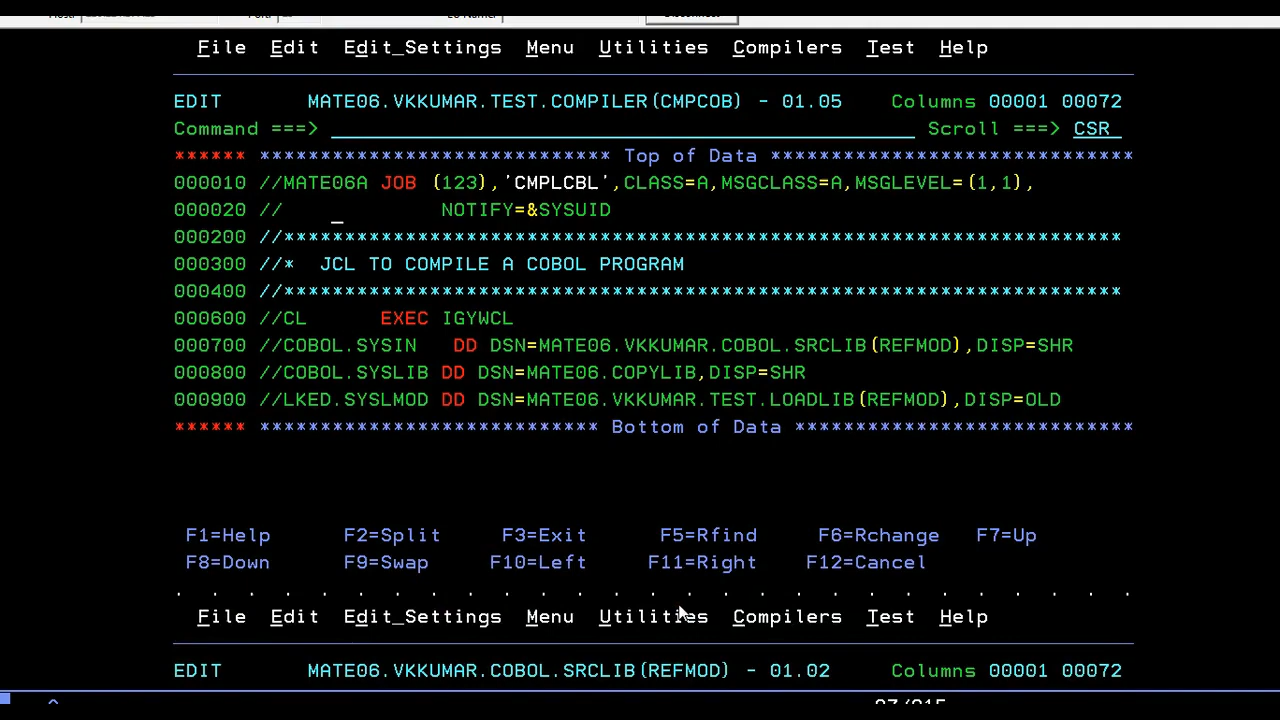 File Edit Edit_Settings Menu Utilities Compilers Test Help
EDIT MATE06.VKKUMAR.TEST.COMPILER(CMPCOB) - 01.05 Columns 00001 00072
Command ===> Scroll ===> CSR
****** ***************************** Top of Data ******************************
000010 //MATE06A JOB (123),'CMPLCBL',CLASS=A,MSGCLASS=A,MSGLEVEL=(1,1),
000020 // _ NOTIFY=&SYSUID
000200 //*********************************************************************
000300 //* JCL TO COMPILE A COBOL PROGRAM
000400 //*********************************************************************
000600 //CL EXEC IGYWCL
000700 //COBOL.SYSIN DD DSN=MATE06.VKKUMAR.COBOL.SRCLIB(REFMOD),DISP=SHR
000800 //COBOL.SYSLIB DD DSN=MATE06.COPYLIB,DISP=SHR
000900 //LKED.SYSLMOD DD DSN=MATE06.VKKUMAR.TEST.LOADLIB(REFMOD),DISP=OLD
****** **************************** Bottom of Data ****************************
F1=Help F2=Split F3=Exit F5=Rfind F6=Rchange F7=Up
F8=Down F9=Swap F10=Left F11=Right F12=Cancel
. . . . . . . . . . . . . . . . . . . . . . . . . . .
File Edit Edit_Settings Menu Utilities Compilers Test Help
EDIT MATE06.VKKUMAR.COBOL.SRCLIB(REFMOD) - 01.02 Columns 00001 00072